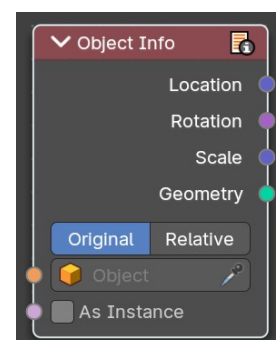 Object Info
Location
Rotation
Scale
Geometry
Original Relative
Object
As Instance